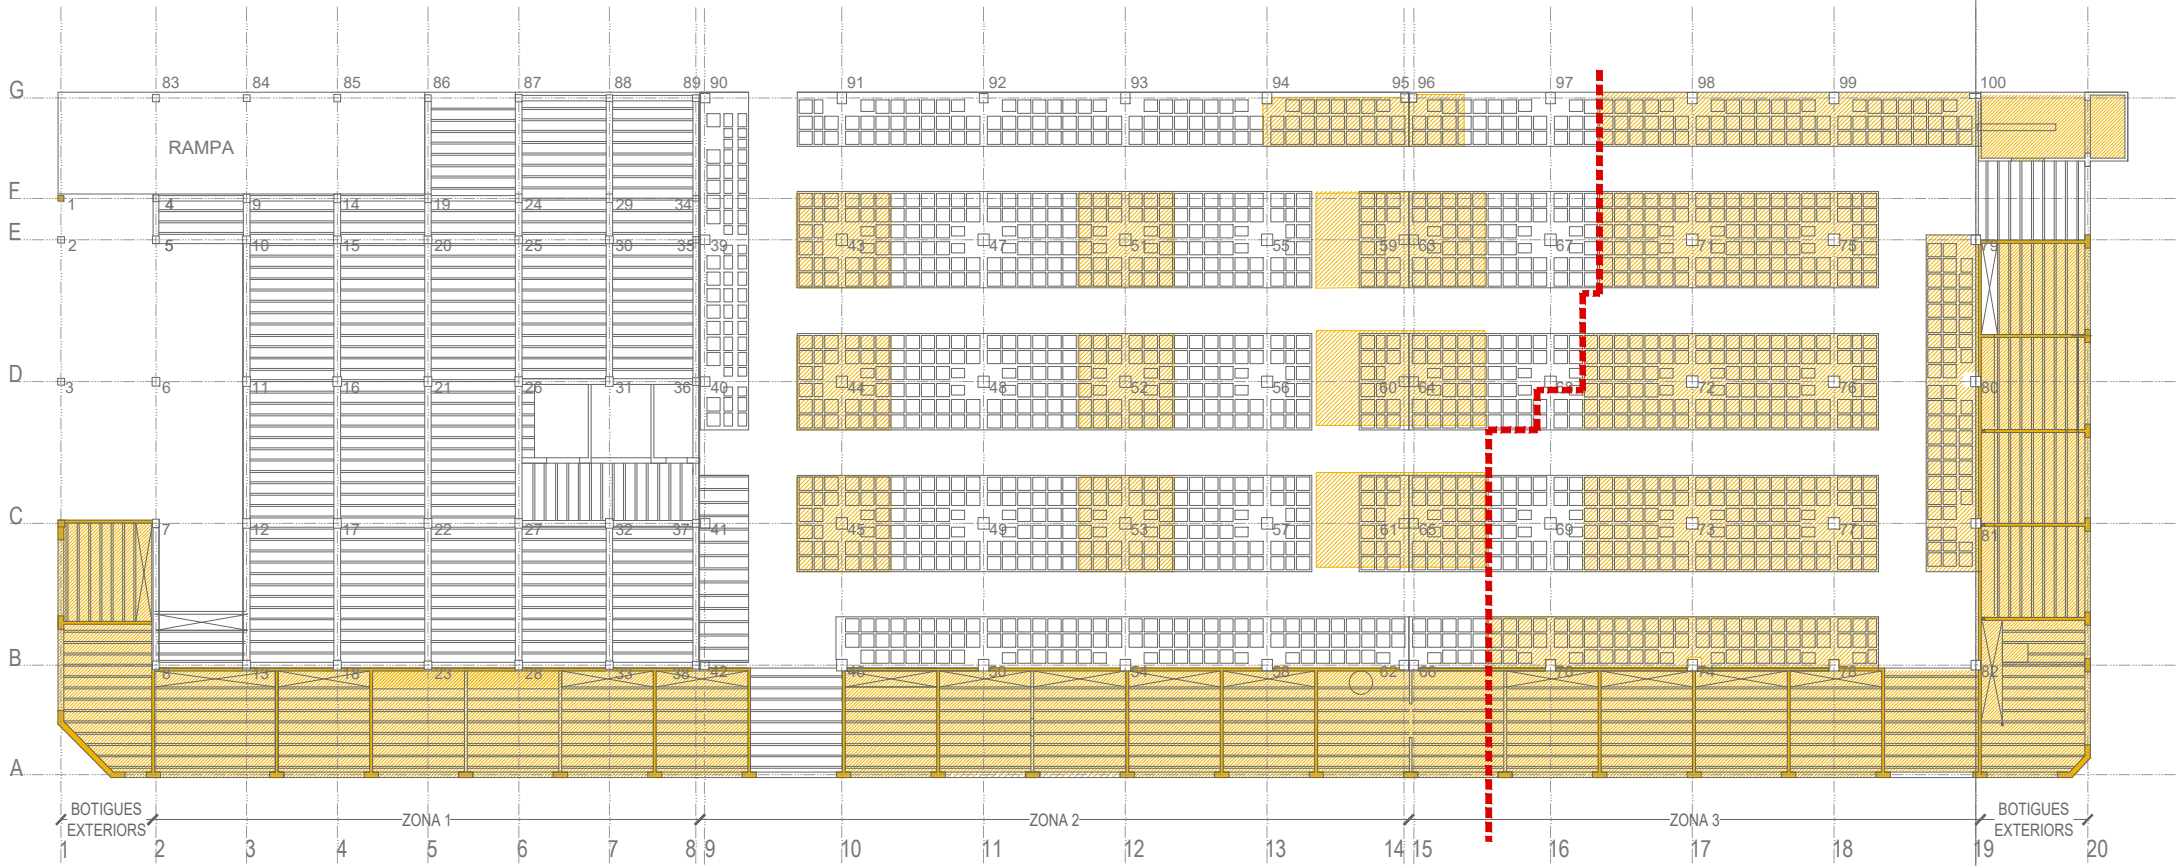 83 84 85 86 87 88 89 90 91 92 93 94 95 96 97 98 99 100
G
RAMPA
F
1 4 9 14 19 24 29 34
E
2 5 10 15 20 25 30 35 39 43 47 51 55 59 63 67 71 75 79
D
3 6 11 16 21 26 31 36 40 44 48 52 56 60 64 68 72 76 80
C
7 12 17 22 27 32 37 41 45 49 53 57 61 65 69 73 77 81
B
8 13 18 23 28 33 38 42 46 50 54 58 62 66 70 74 78 82
A
BOTIGUES
EXTERIORS
ZONA 1
ZONA 2
ZONA 3
BOTIGUES
EXTERIORS
1 2 3 4 5 6 7 8 9 10 11 12 13 14 15 16 17 18 19 20